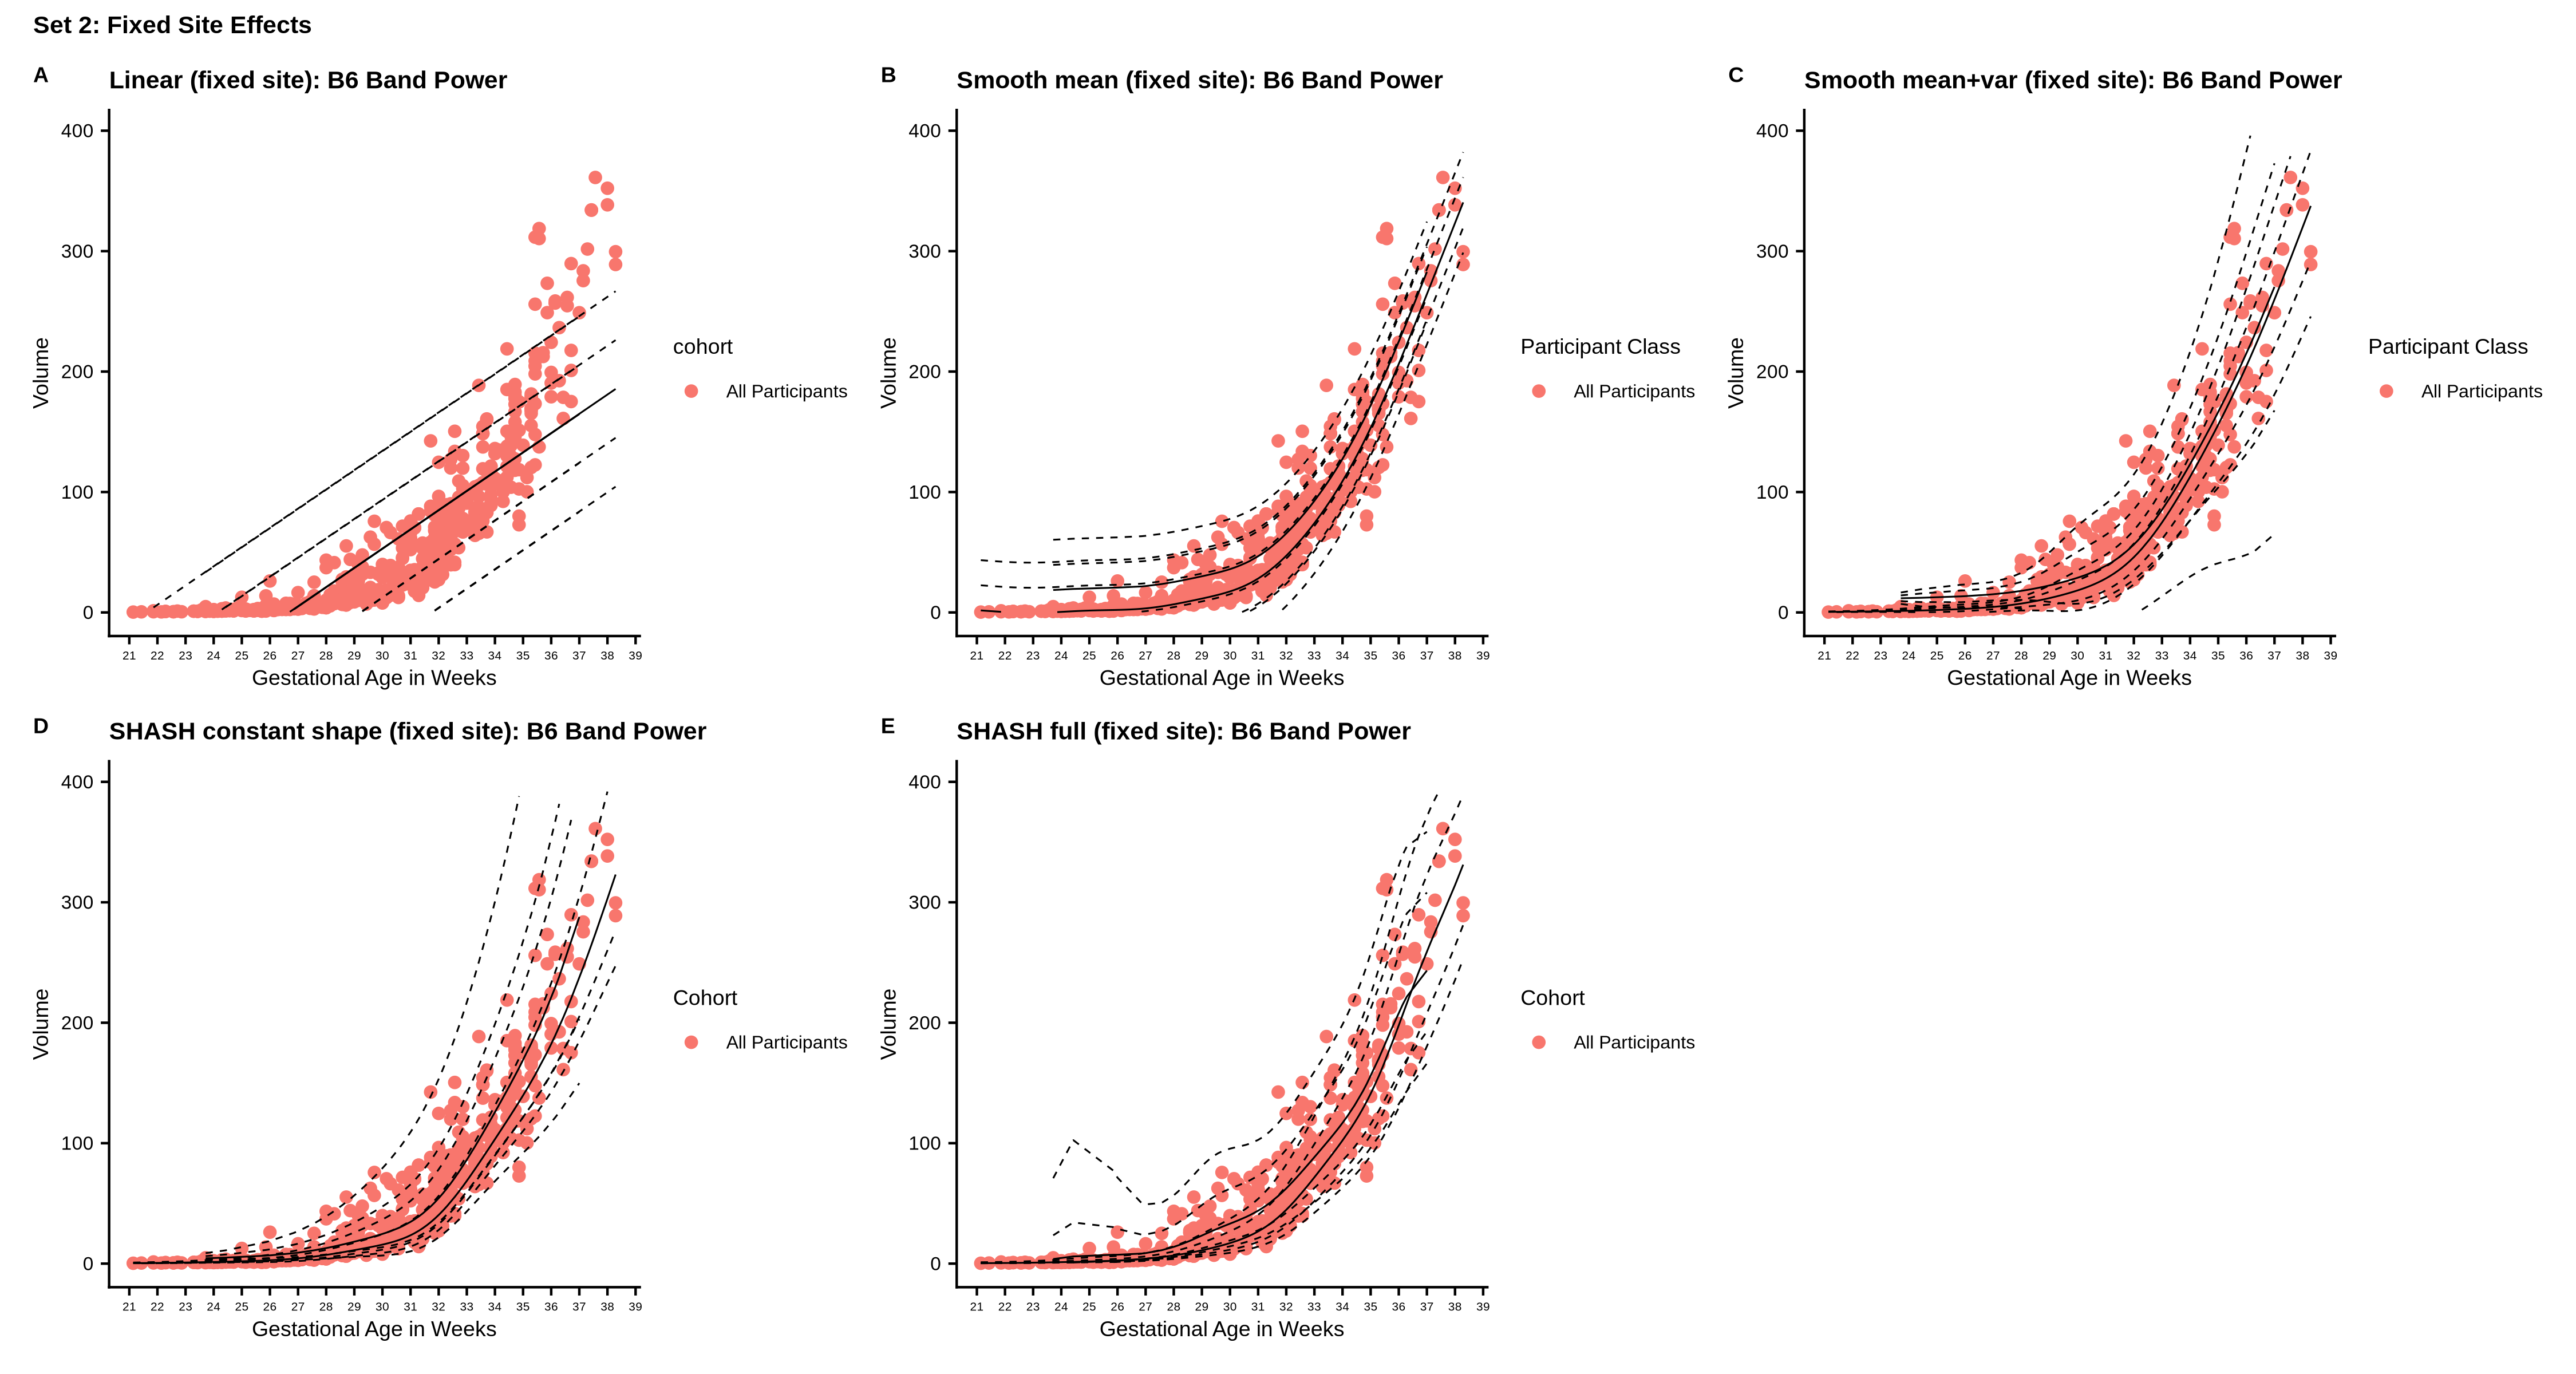 Set 2: Fixed Site Effects
A
Linear (fixed site): B6 Band Power
400
300
200
100
0
Volume
21 22 23 24 25 26 27 28 29 30 31 32 33 34 35 36 37 38 39
Gestational Age in Weeks
cohort
All Participants
B
Smooth mean (fixed site): B6 Band Power
400
300
200
100
0
Volume
21 22 23 24 25 26 27 28 29 30 31 32 33 34 35 36 37 38 39
Gestational Age in Weeks
Participant Class
All Participants
C
Smooth mean+var (fixed site): B6 Band Power
400
300
200
100
0
Volume
21 22 23 24 25 26 27 28 29 30 31 32 33 34 35 36 37 38 39
Gestational Age in Weeks
Participant Class
All Participants
D
SHASH constant shape (fixed site): B6 Band Power
400
300
200
100
0
Volume
21 22 23 24 25 26 27 28 29 30 31 32 33 34 35 36 37 38 39
Gestational Age in Weeks
Cohort
All Participants
E
SHASH full (fixed site): B6 Band Power
400
300
200
100
0
Volume
21 22 23 24 25 26 27 28 29 30 31 32 33 34 35 36 37 38 39
Gestational Age in Weeks
Cohort
All Participants